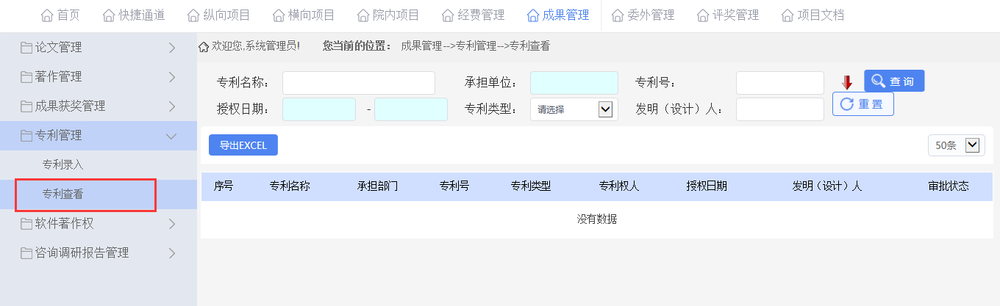 首页 快捷通道 纵向项目 横向项目 院内项目 经费管理 成果管理 委外管理 评奖管理 项目文档
论文管理
著作管理
成果获奖管理
专利管理
专利录入
专利查看
软件著作权
咨询调研报告管理
欢迎您,系统管理员! 您当前的位置： 成果管理-->专利管理-->专利查看
专利名称： 承担单位： 专利号： 查询
授权日期： - 专利类型： 请选择 发明（设计）人： 重置
导出EXCEL 50条
序号 专利名称 承担部门 专利号 专利类型 专利权人 授权日期 发明（设计）人 审批状态
没有数据